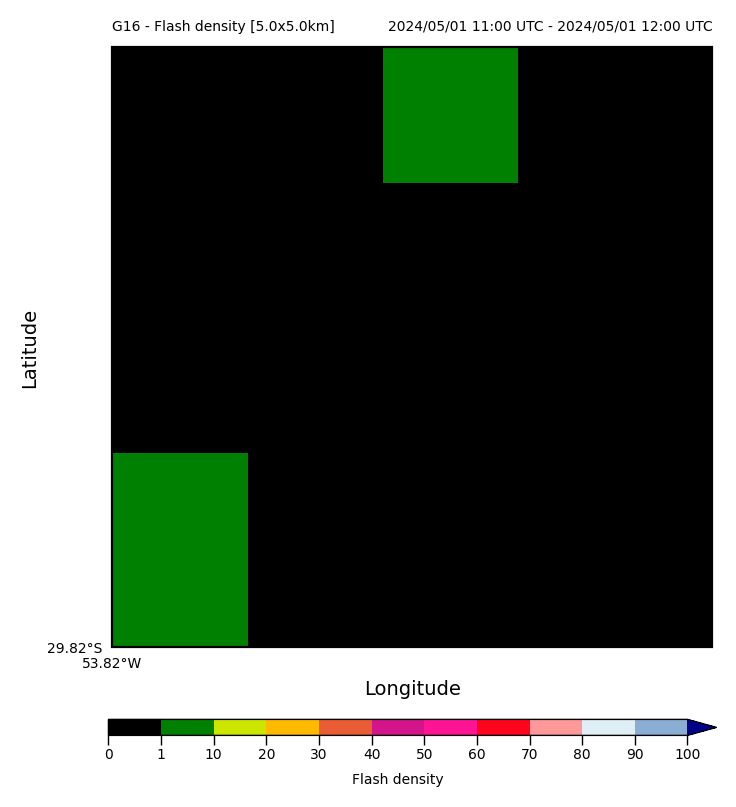 G16 - Flash density [5.0x5.0km] 2024/05/01 11:00 UTC - 2024/05/01 12:00 UTC
Latitude
29.82°S
53.82°W
Longitude
0 1 10 20 30 40 50 60 70 80 90 100
Flash density